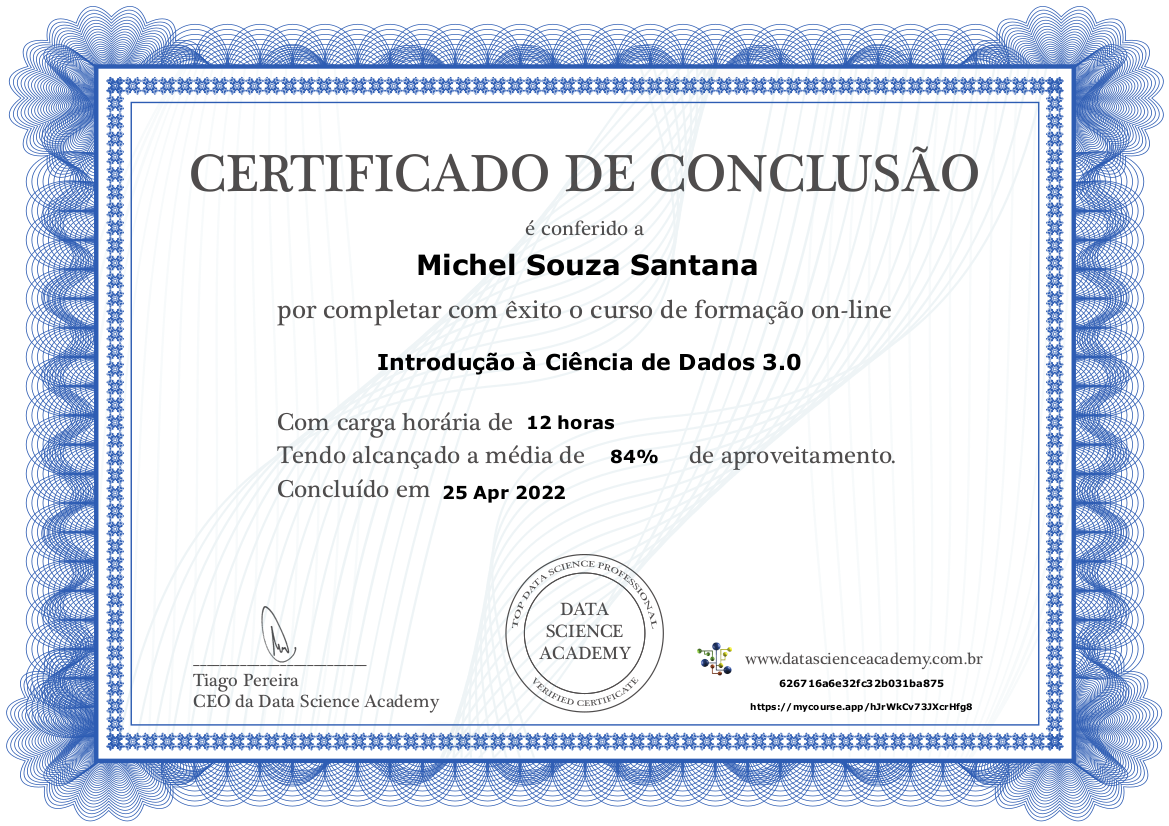 CERTIFICADO DE CONCLUSÃO
é conferido a
Michel Souza Santana
por completar com êxito o curso de formação on-line
Introdução à Ciência de Dados 3.0
Com carga horária de 12 horas
Tendo alcançado a média de 84% de aproveitamento.
Concluído em 25 Apr 2022
TOP DATA SCIENCE PROFESSIONAL
DATA
SCIENCE
ACADEMY
VERIFIED CERTIFICATE
Tiago Pereira
CEO da Data Science Academy
www.datascienceacademy.com.br
626716a6e32fc32b031ba875
https://mycourse.app/hJrWkCv73JXcrHfg8